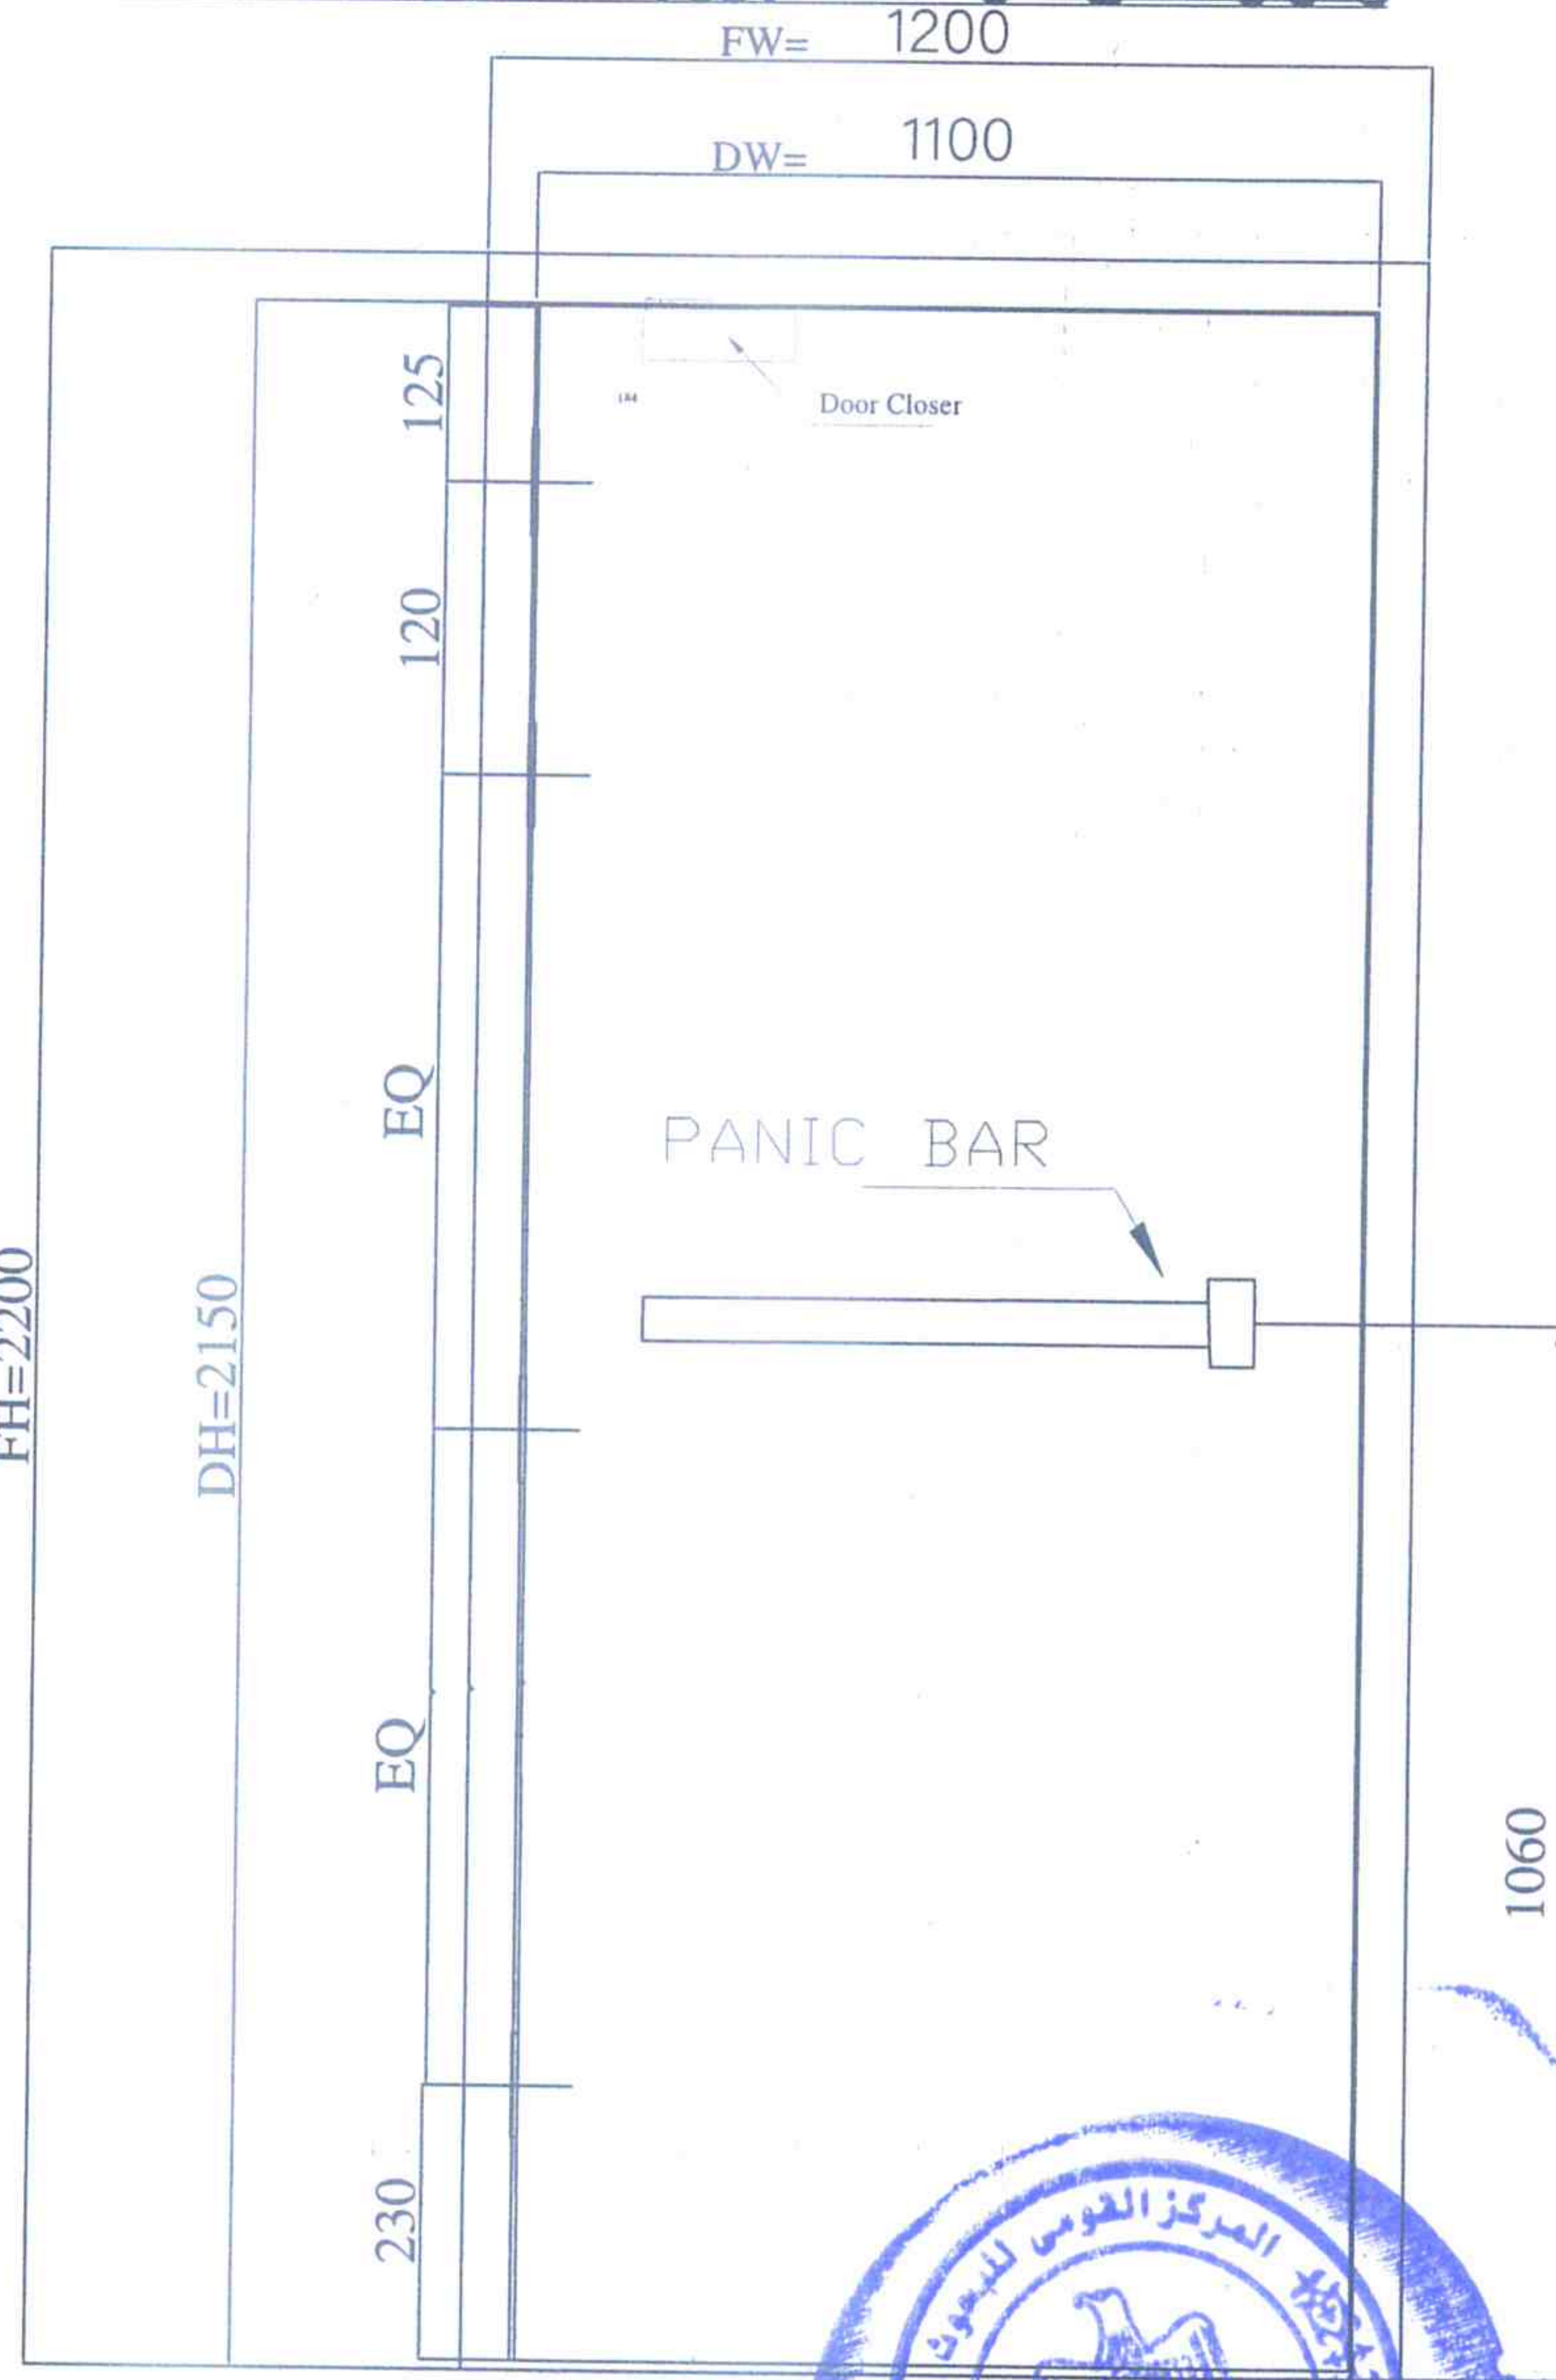 FW= 1200
DW= 1100
125
Door Closer
120
EQ
PANIC BAR
FH=2200
DH=2150
EQ
1060
230
المركز القومى للبحوث